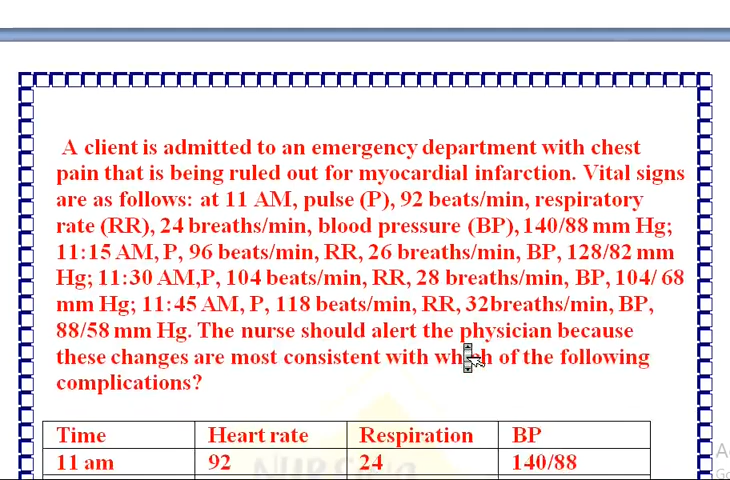 A client is admitted to an emergency department with chest
pain that is being ruled out for myocardial infarction. Vital signs
are as follows: at 11 AM, pulse (P), 92 beats/min, respiratory
rate (RR), 24 breaths/min, blood pressure (BP), 140/88 mm Hg;
11:15 AM, P, 96 beats/min, RR, 26 breaths/min, BP, 128/82 mm
Hg; 11:30 AM,P, 104 beats/min, RR, 28 breaths/min, BP, 104/ 68
mm Hg; 11:45 AM, P, 118 beats/min, RR, 32breaths/min, BP,
88/58 mm Hg. The nurse should alert the physician because
these changes are most consistent with which of the following
complications?
Time Heart rate Respiration BP
11 am 92 24 140/88
NURSING